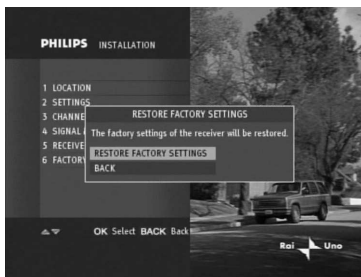 PHILIPS INSTALLATION
1 LOCATION
2 SETTINGS
3 CHANNE
4 SIGNAL
5 RECEIVE
6 FACTORY
RESTORE FACTORY SETTINGS
The factory settings of the receiver will be restored.
RESTORE FACTORY SETTINGS
BACK
OK Select BACK Back
Rai Uno